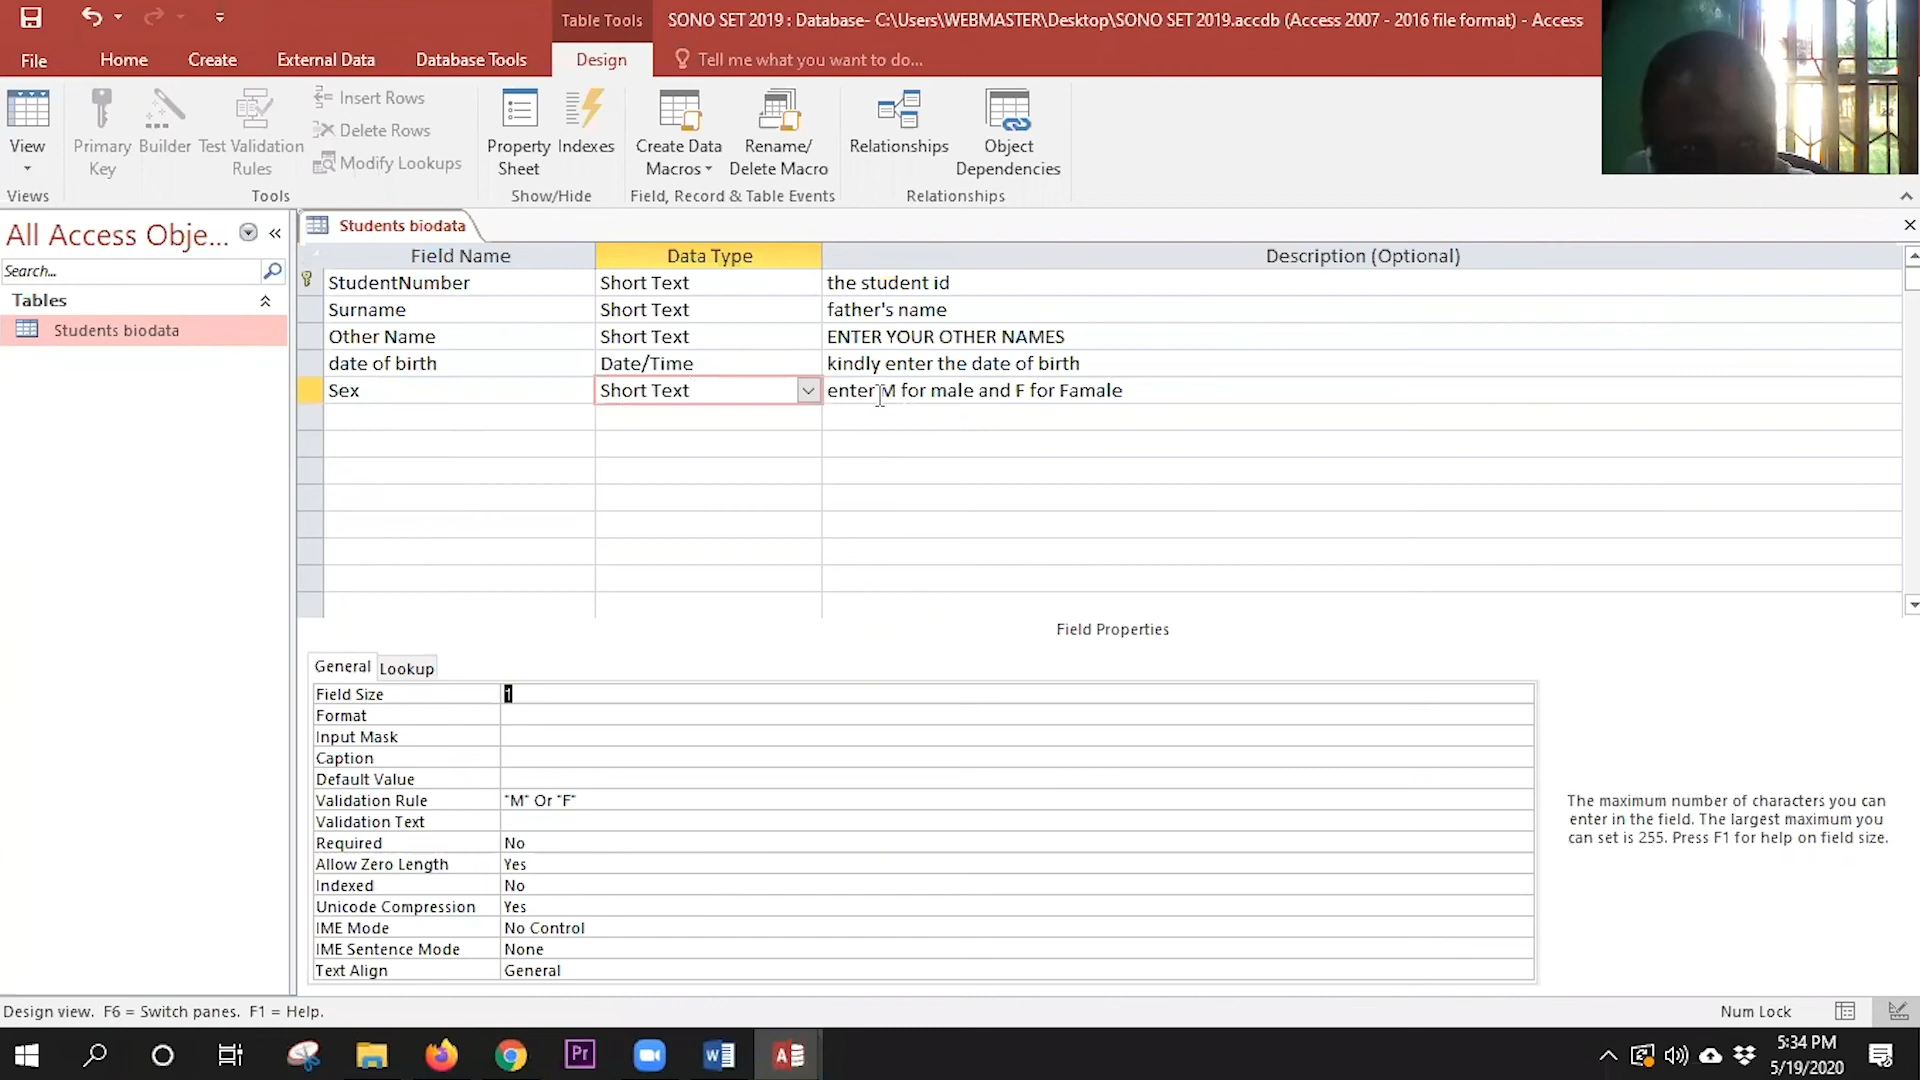 Table Tools
SONO SET 2019 : Database- C:\Users\WEBMASTER\Desktop\SONO SET 2019.accdb (Access 2007 - 2016 file format) - Access
File
Home
Create
External Data
Database Tools
Design
Tell me what you want to do...
View
Views
Primary Key
Builder
Test Validation Rules
Insert Rows
Delete Rows
Modify Lookups
Tools
Property Sheet
Indexes
Show/Hide
Create Data Macros
Rename/ Delete Macro
Field, Record & Table Events
Relationships
Object Dependencies
Relationships
All Access Obje...
Search...
Tables
Students biodata
Students biodata
Field Name Data Type Description (Optional)
StudentNumber Short Text the student id
Surname Short Text father's name
Other Name Short Text ENTER YOUR OTHER NAMES
date of birth Date/Time kindly enter the date of birth
Sex Short Text enter M for male and F for Famale
Field Properties
General Lookup
Field Size 1
Format
Input Mask
Caption
Default Value
Validation Rule "M" Or "F"
Validation Text
Required No
Allow Zero Length Yes
Indexed No
Unicode Compression Yes
IME Mode No Control
IME Sentence Mode None
Text Align General
The maximum number of characters you can
enter in the field. The largest maximum you
can set is 255. Press F1 for help on field size.
Design view. F6 = Switch panes. F1 = Help.
Num Lock
Pr
5:34 PM
5/19/2020